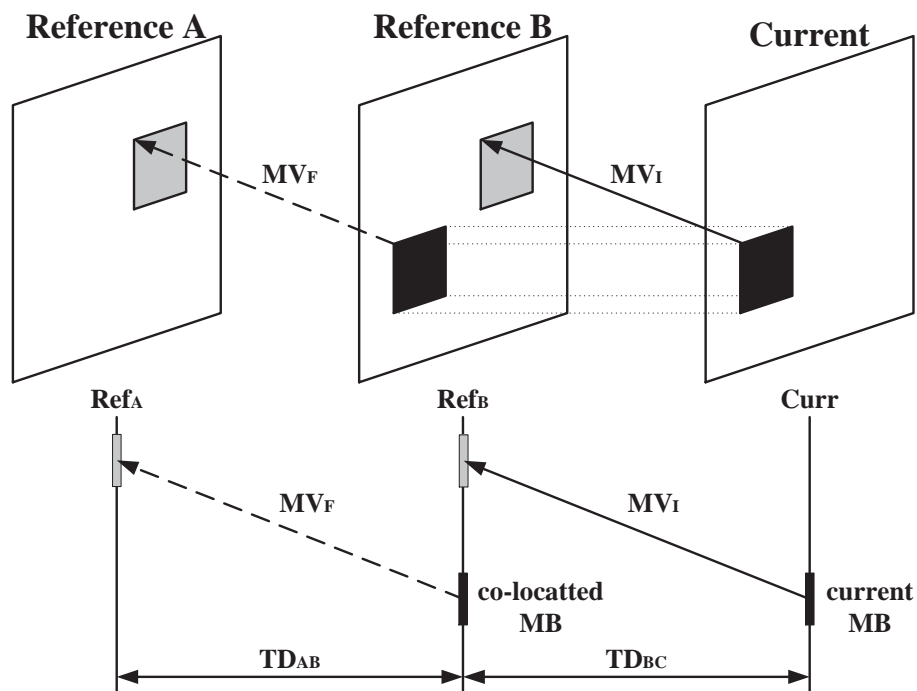 Reference A
Reference B
Current
MVF
MVI
RefA
RefB
Curr
MVF
MVI
co-locatted
MB
current
MB
TDAB
TDBC